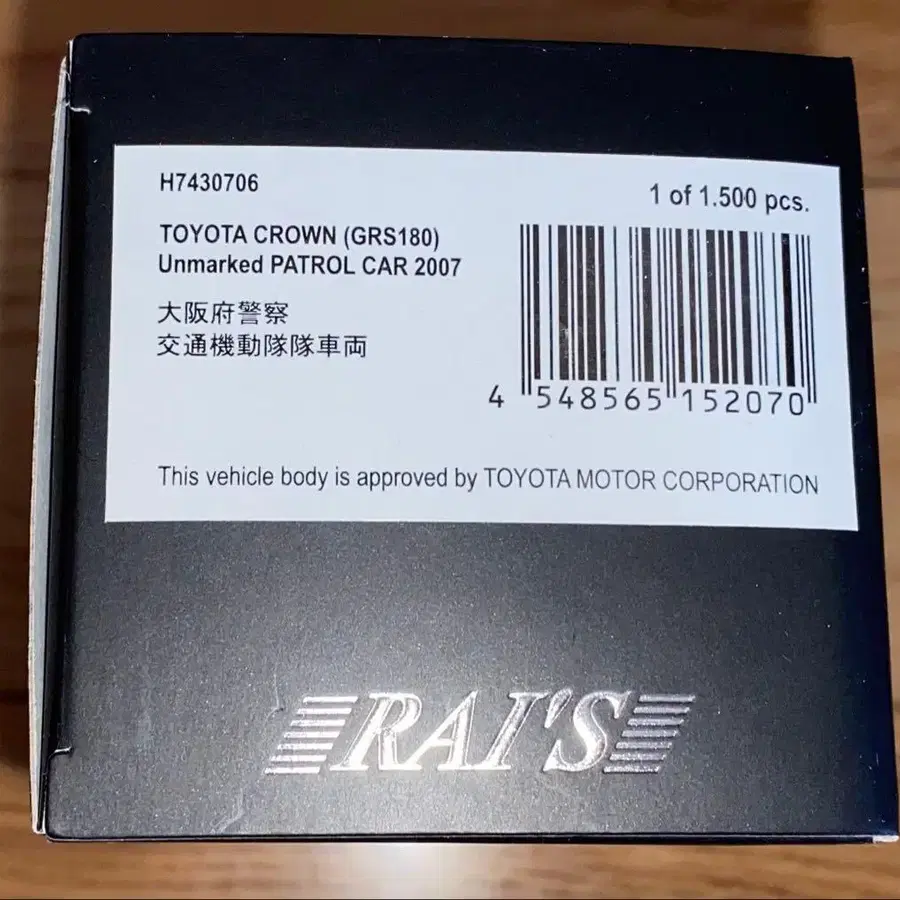 H7430706
1 of 1.500 pcs.
TOYOTA CROWN (GRS180)
Unmarked PATROL CAR 2007
大阪府警察
交通機動隊隊車両
4 548565 152070
This vehicle body is approved by TOYOTA MOTOR CORPORATION
RAI'S